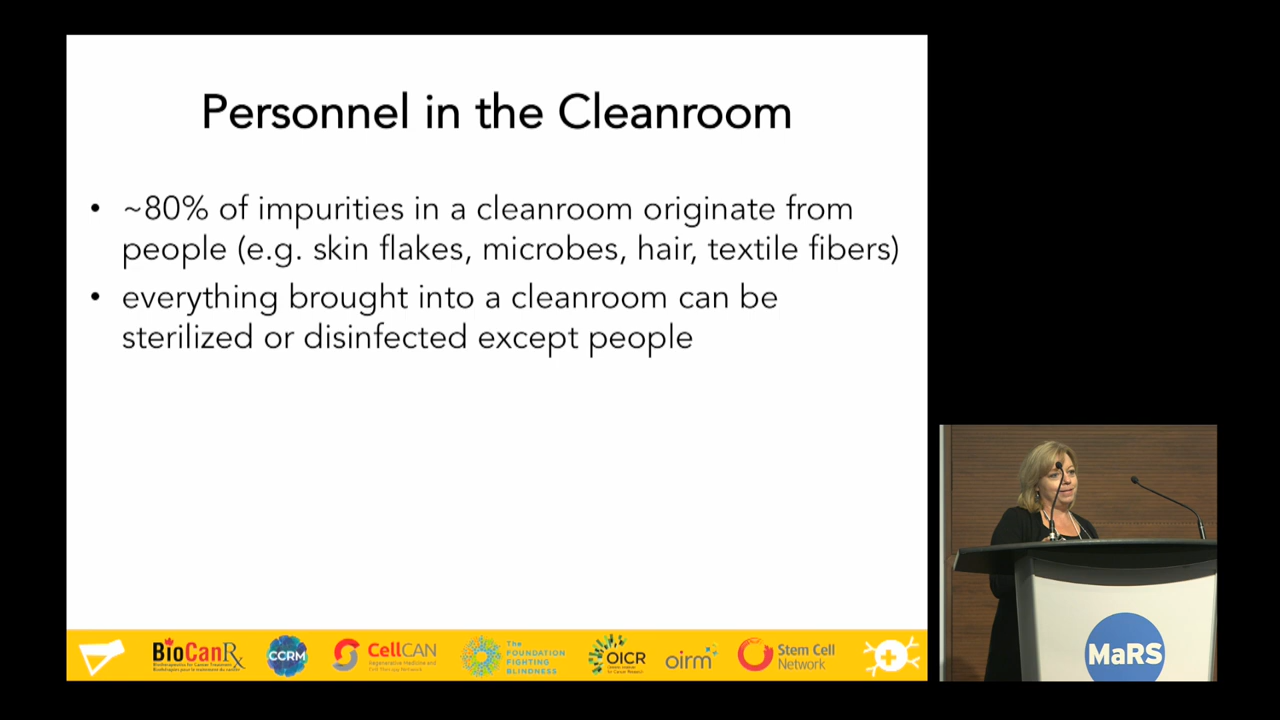 Personnel in the Cleanroom
• ~80% of impurities in a cleanroom originate from
people (e.g. skin flakes, microbes, hair, textile fibers)
• everything brought into a cleanroom can be
sterilized or disinfected except people
BioCanRx
CCRM
CellCAN
The
FOUNDATION
FIGHTING
BLINDNESS
OICR
oirm
Stem Cell
Network
MaRS